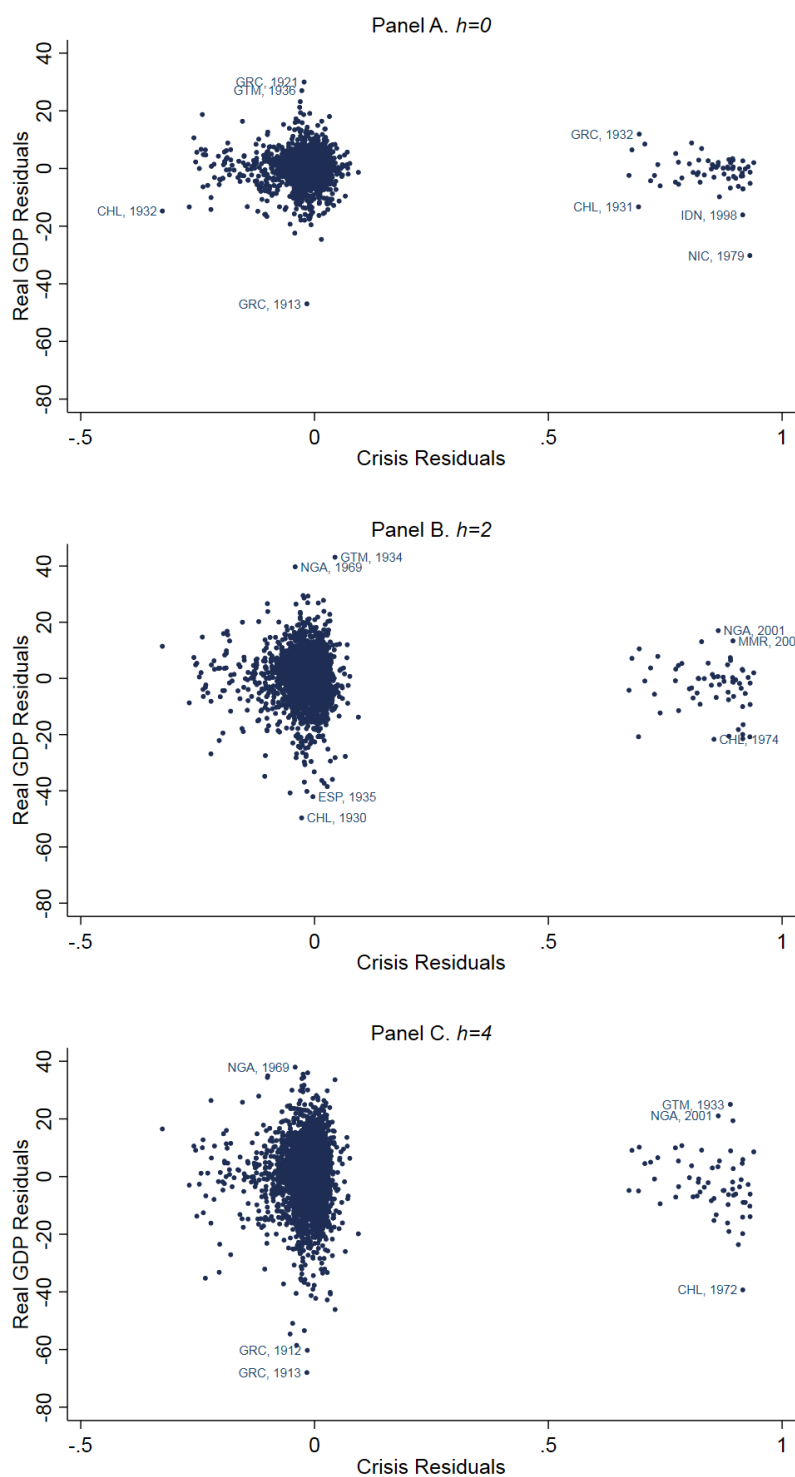 Panel A. h=0
Real GDP Residuals
40
20
0
-20
-40
-60
-80
GRC, 1921
GTM, 1936
GRC, 1932
CHL, 1932
CHL, 1931
IDN, 1998
NIC, 1979
GRC, 1913
-.5
0
.5
1
Crisis Residuals
Panel B. h=2
Real GDP Residuals
40
20
0
-20
-40
-60
-80
GTM, 1934
NGA, 1969
NGA, 2001
MMR, 200
CHL, 1974
ESP, 1935
CHL, 1930
-.5
0
.5
1
Crisis Residuals
Panel C. h=4
Real GDP Residuals
40
20
0
-20
-40
-60
-80
NGA, 1969
GTM, 1933
NGA, 2001
CHL, 1972
GRC, 1912
GRC, 1913
-.5
0
.5
1
Crisis Residuals